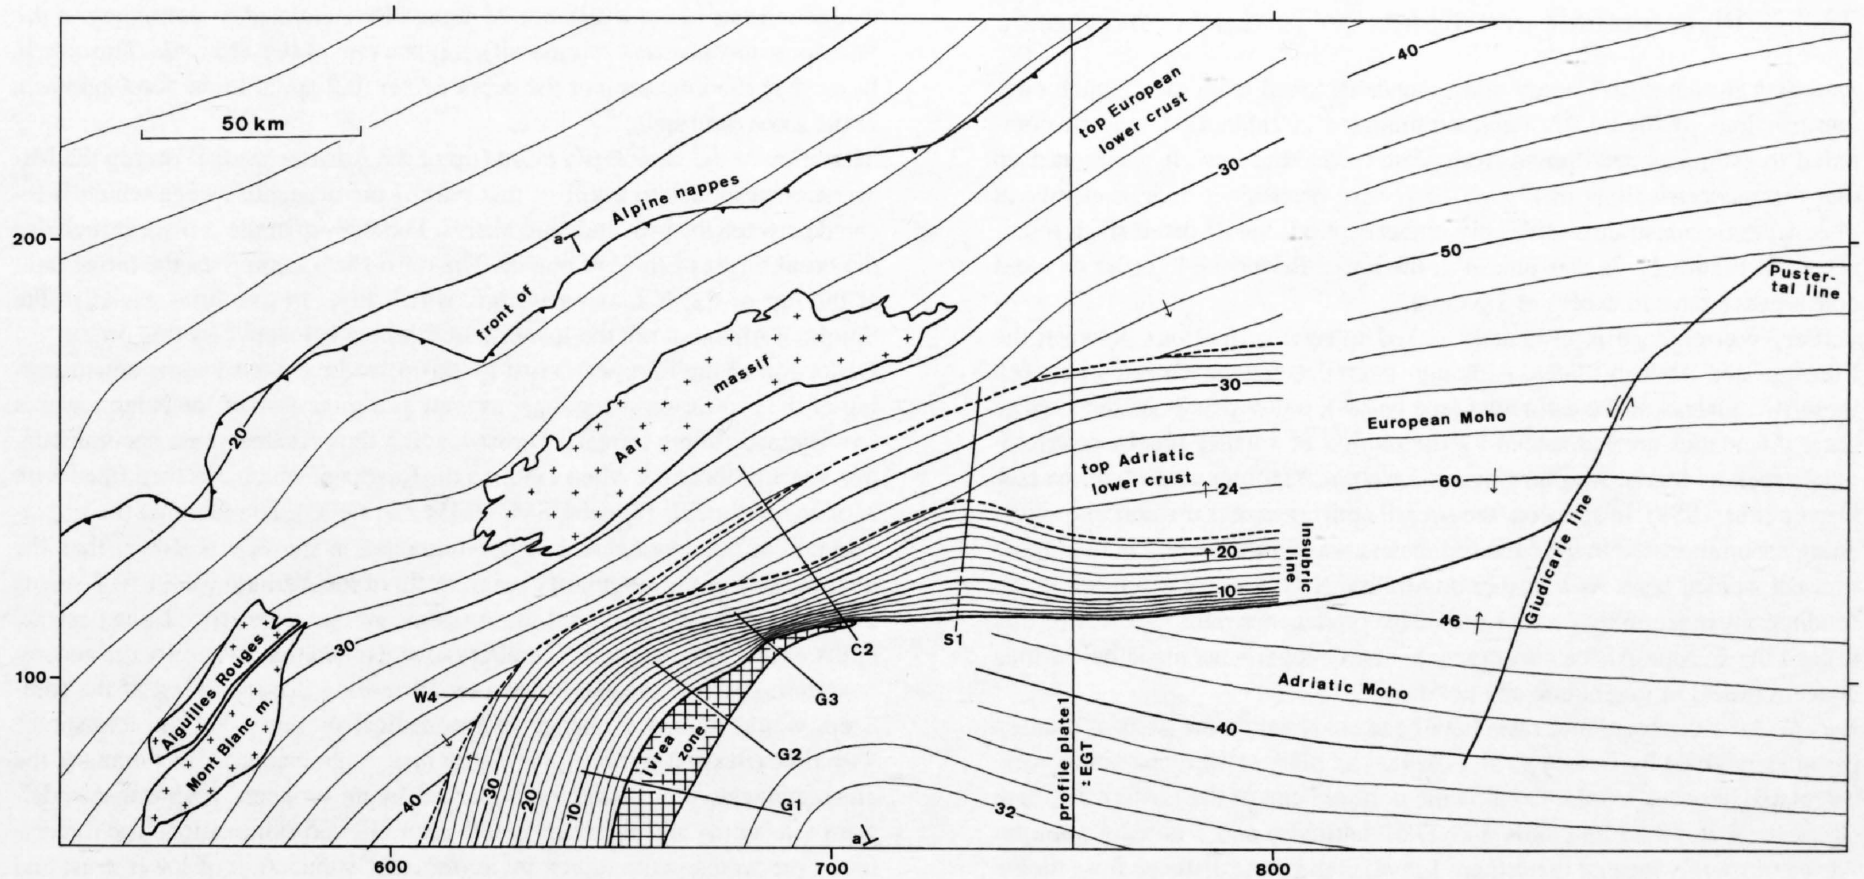 40
50 km
top European
lower crust
30
Alpine nappes
a
200
50
Puster-
tal line
front of
massif
30
20
European Moho
Aar
top Adriatic
lower crust
24
60
Insubric
line
20
10
Giudicarie line
Aiguilles Rouges
30
46
S1
C2
Mont Blanc m.
100
W4
G3
Adriatic Moho
Ivrea
zone
G2
40
profile plate 1
± EGT
40
30
20
10
G1
32
a'
600
700
800